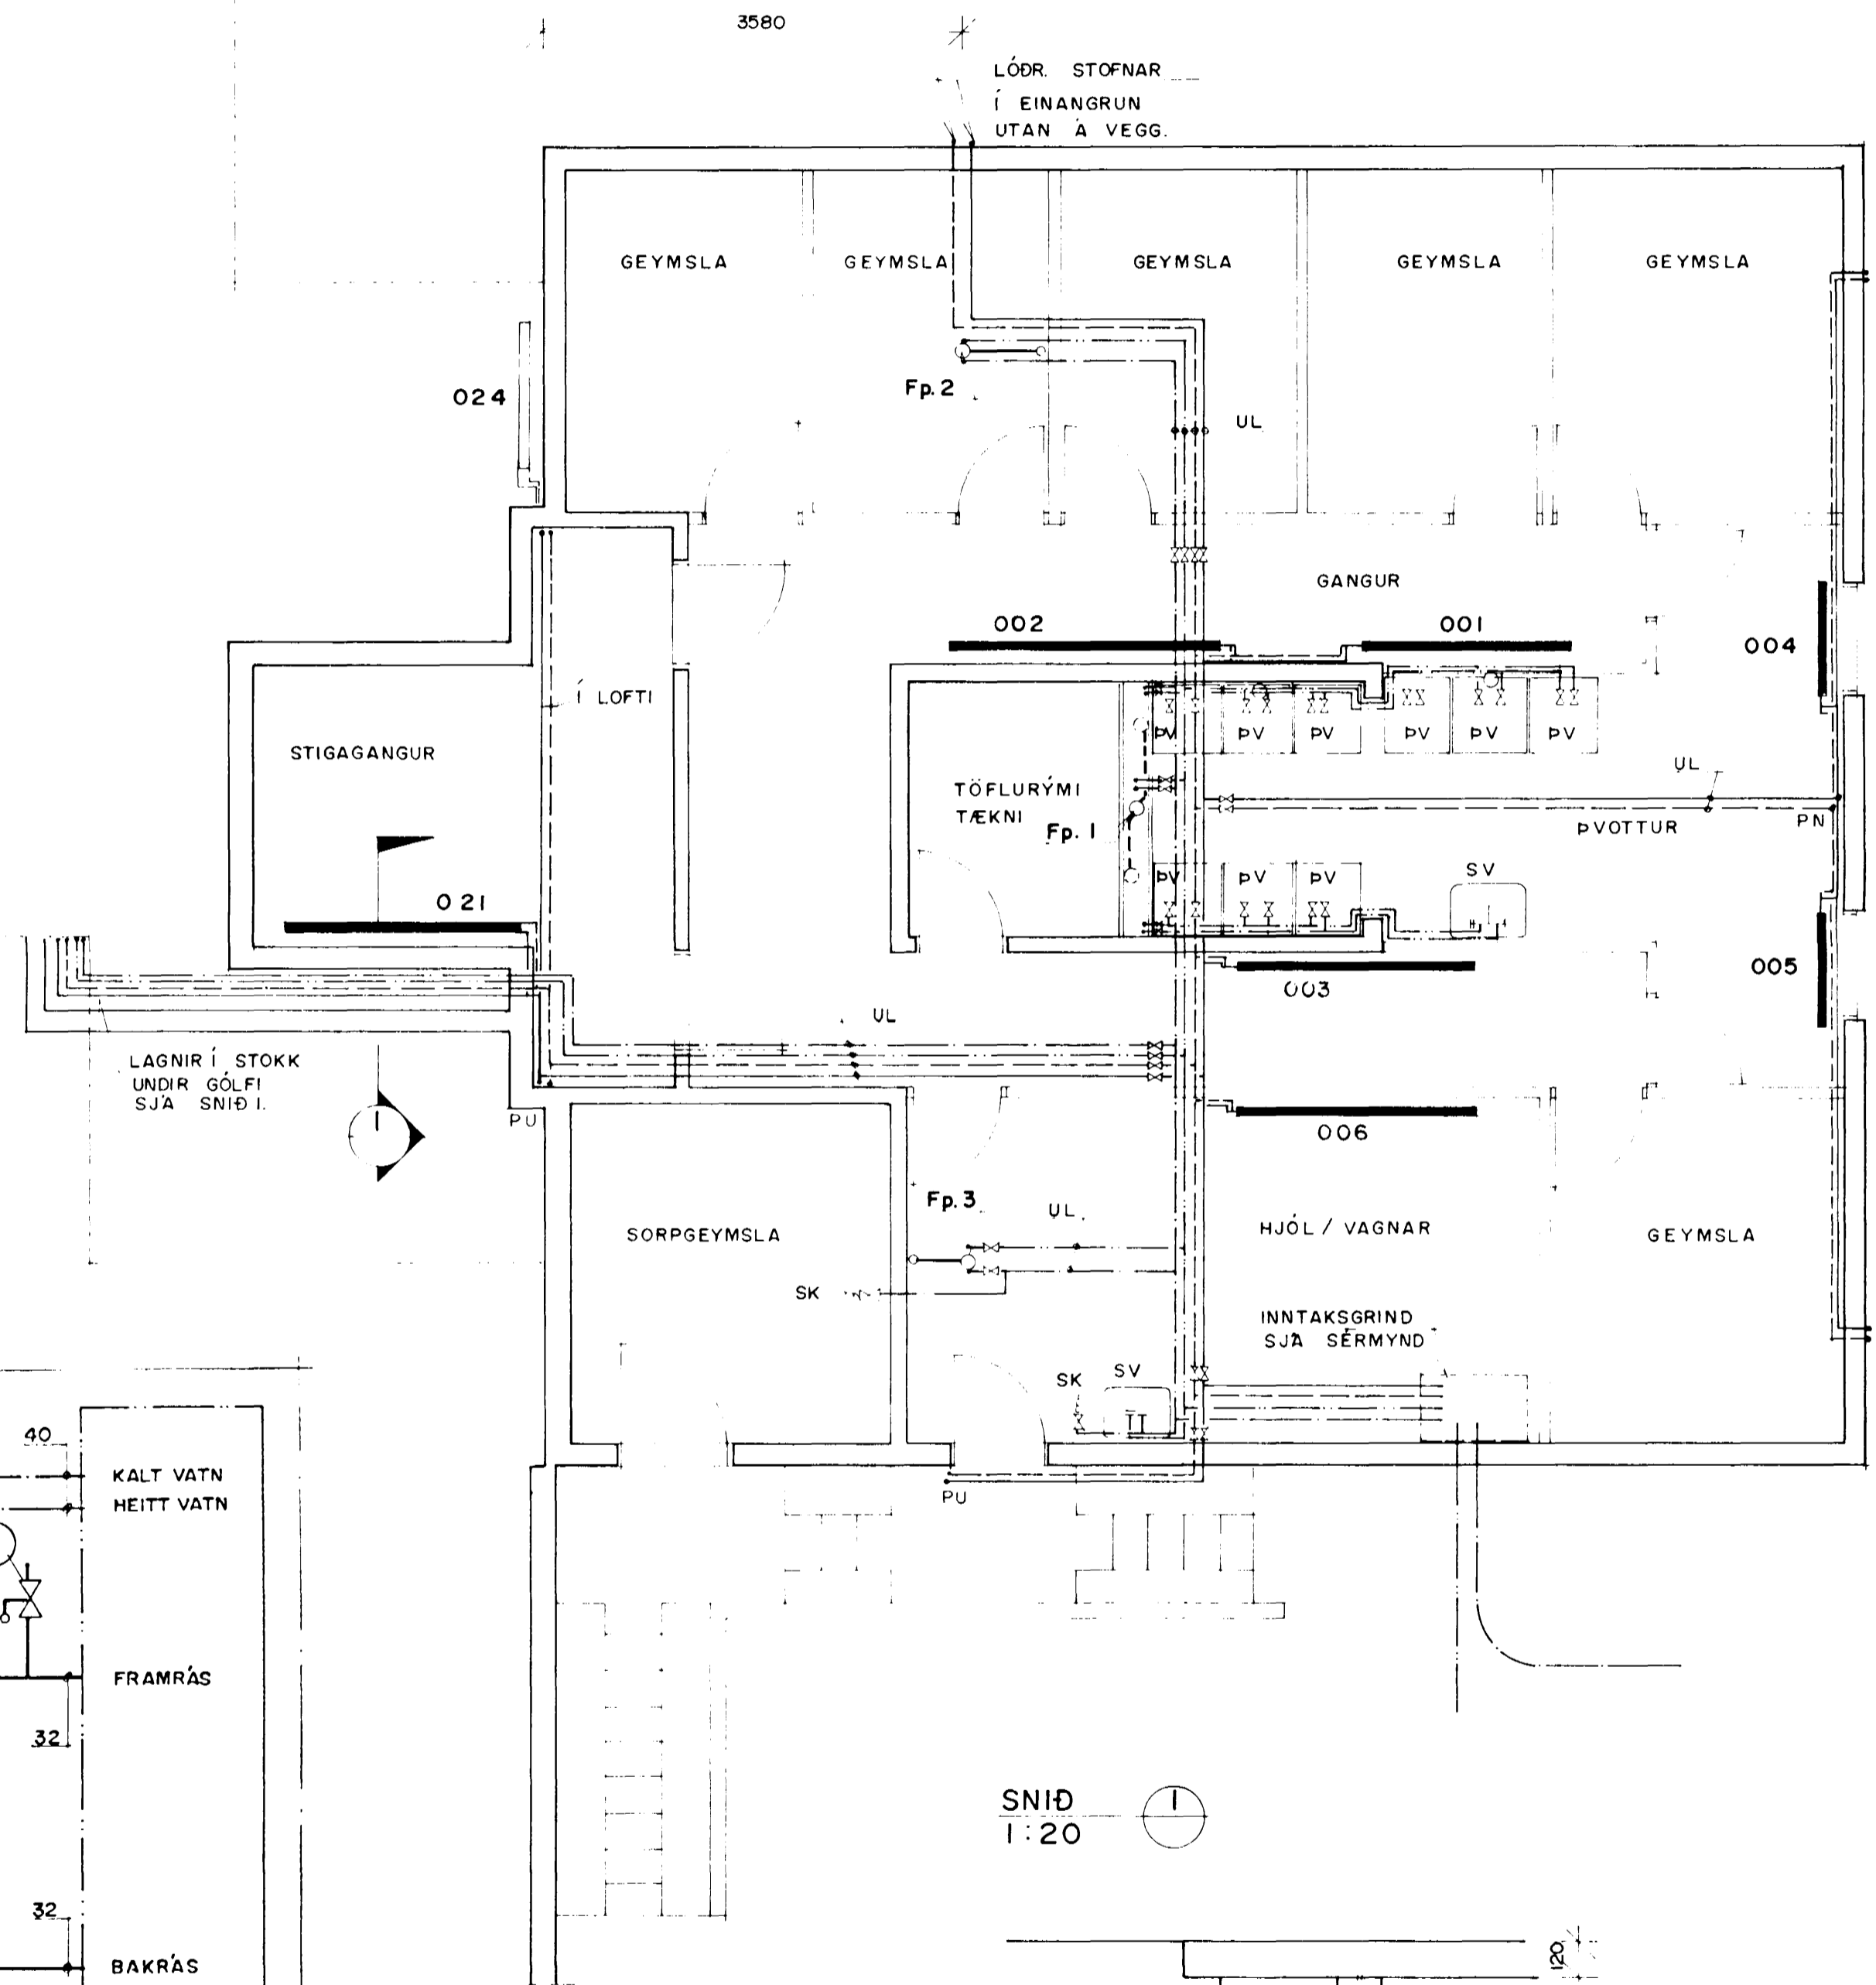 3580
LÓÐR. STOFNAR
Í EINANGRUN
UTAN Á VEGG.
GEYMSLA
GEYMSLA
GEYMSLA
GEYMSLA
GEYMSLA
024
Fp.2
UL
GANGUR
002
001
004
Í LOFTI
STIGAGANGUR
ÞV
ÞV
ÞV
ÞV
ÞV
ÞV
UL
TÖFLURÝMI
TÆKNI
Fp. 1
ÞVOTTUR
PN
ÞV
ÞV
ÞV
SV
021
005
003
UL
LAGNIR Í STOKK
UNDIR GÓLFI
SJÁ SNIÐ 1.
PU
1
006
Fp.3
UL.
SORPGEYMSLA
HJÓL / VAGNAR
GEYMSLA
SK
INNTAKSGRIND
SJÁ SÉRMYND
SK
SV
40
KALT VATN
HEITT VATN
PU
FRAMRÁS
32
SNIÐ 1
1:20
32
BAKRÁS
120